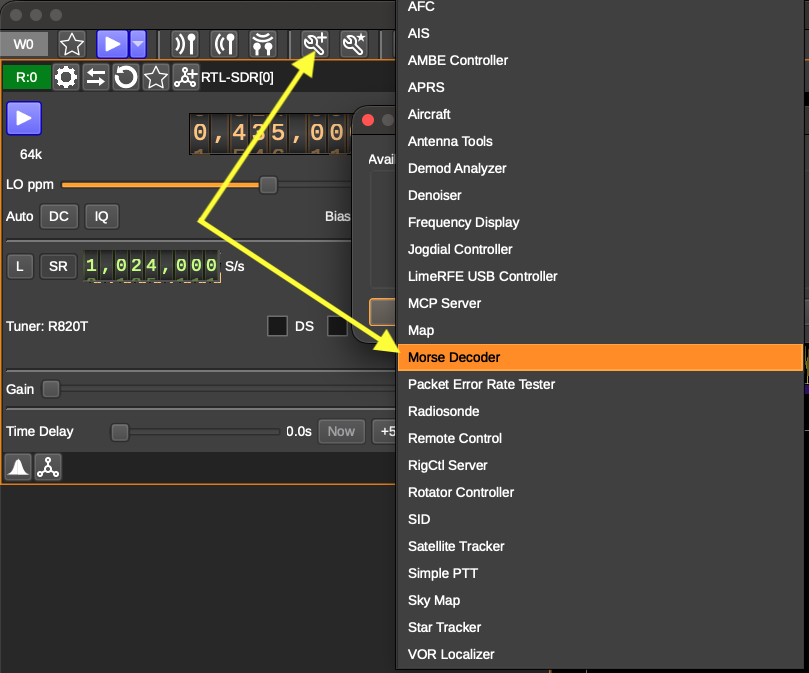 W0
R:0
RTL-SDR[0]
0,435,00
64k
LO ppm
Auto DC IQ Bias
L SR 1,024,000 S/s
Tuner: R820T DS
Gain
Time Delay 0.0s Now +5
Avai
AFC
AIS
AMBE Controller
APRS
Aircraft
Antenna Tools
Demod Analyzer
Denoiser
Frequency Display
Jogdial Controller
LimeRFE USB Controller
MCP Server
Map
Morse Decoder
Packet Error Rate Tester
Radiosonde
Remote Control
RigCtl Server
Rotator Controller
SID
Satellite Tracker
Simple PTT
Sky Map
Star Tracker
VOR Localizer